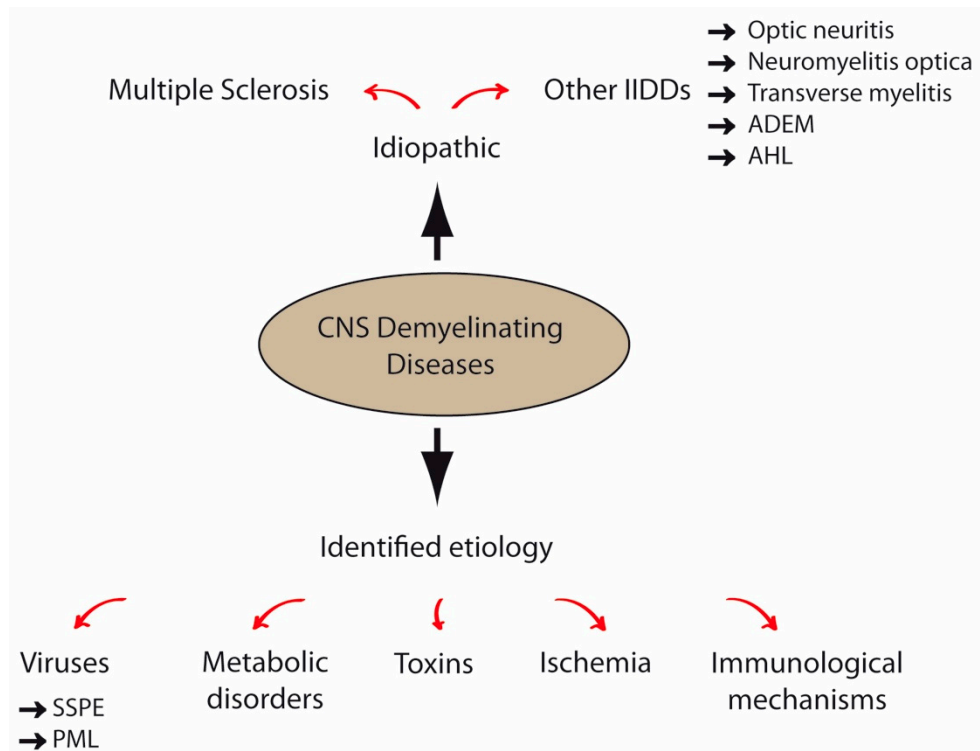 → Optic neuritis
→ Neuromyelitis optica
Multiple Sclerosis
Other IIDDs
→ Transverse myelitis
→ ADEM
Idiopathic
→ AHL
CNS Demyelinating
Diseases
Identified etiology
Viruses
→ SSPE
→ PML
Metabolic
disorders
Toxins
Ischemia
Immunological
mechanisms